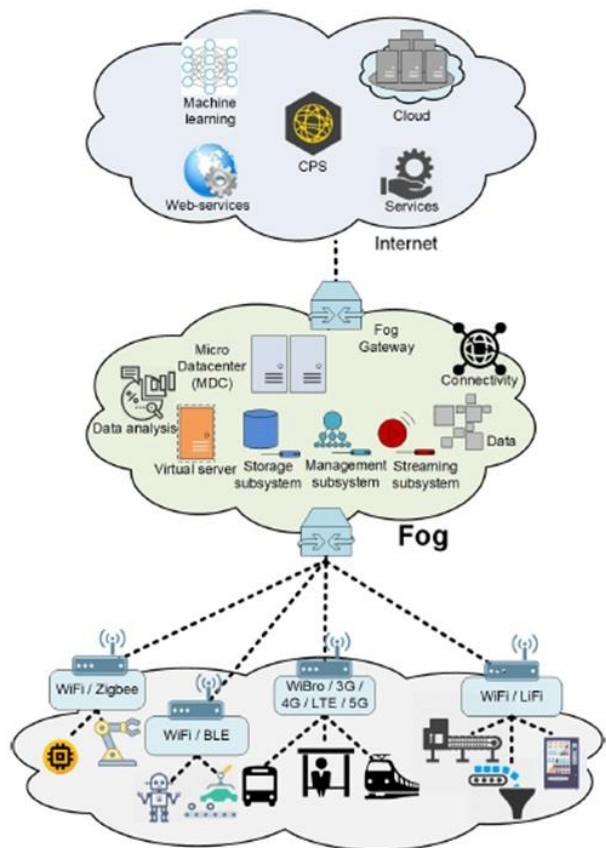 Machine
learning
Cloud
CPS
Web-services
Services
Internet
Fog
Gateway
Micro
Datacenter
(MDC)
Connectivity
Data analysis
Data
Virtual server
Storage
subsystem
Management
subsystem
Streaming
subsystem
Fog
WiFi / Zigbee
WiFi / BLE
WiBro / 3G /
4G / LTE / 5G
WiFi / LiFi